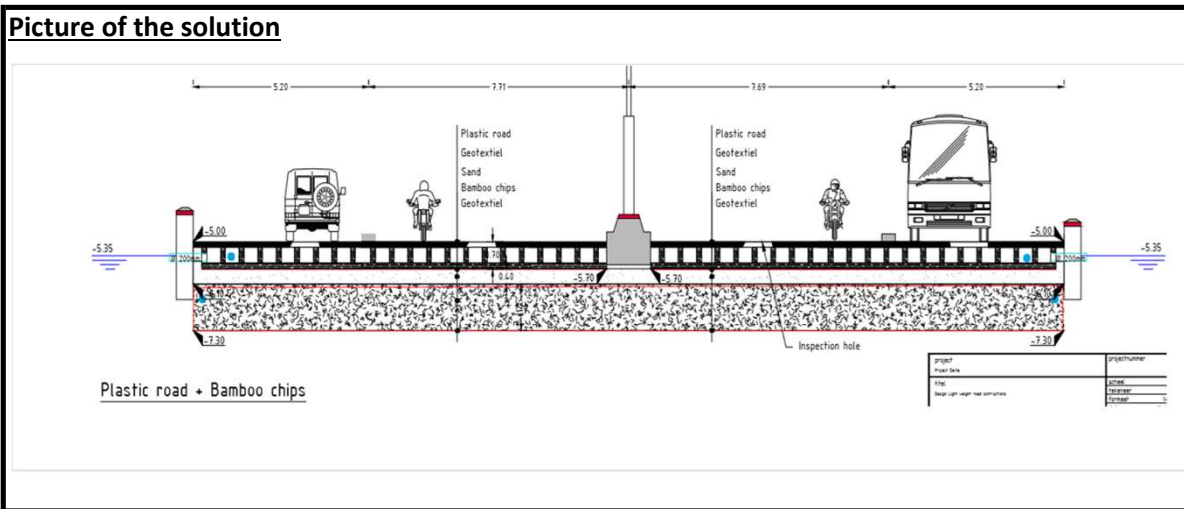 Picture of the solution
5.20 7.71 7.69 5.20
Plastic road
Geotextiel
Sand
Bamboo chips
Geotextiel
Plastic road
Geotextiel
Sand
Bamboo chips
Geotextiel
-5.00
-5.00
-5.35
-5.35
0.40
-5.70
-5.70
-7.30
-7.30
Inspection hole
Plastic road + Bamboo chips
project
projectnummer
titel
schaal
tekenaar
formaat